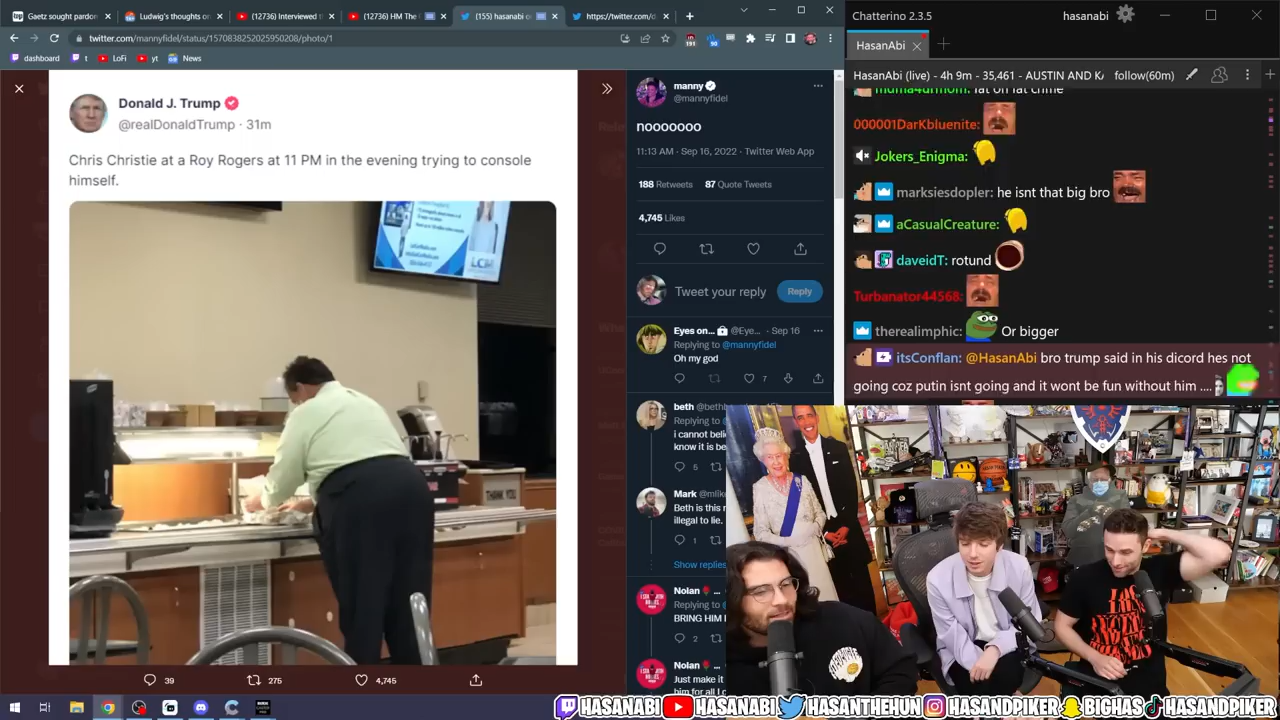 Gaetz sought pardon
Ludwig's thoughts on
(12736) Interviewed t
(12736) HM The
(155) hasanabi o
https://twitter.com/d
twitter.com/mannyfidel/status/1570838252025950208/photo/1
dashboard
t
LoFi
yt
News
Donald J. Trump
@realDonaldTrump · 31m
Chris Christie at a Roy Rogers at 11 PM in the evening trying to console
himself.
LCH
THANK YOU
39
275
4,745
manny
@mannyfidel
nooooooo
11:13 AM · Sep 16, 2022 · Twitter Web App
188 Retweets 87 Quote Tweets
4,745 Likes
Tweet your reply
Reply
Eyes on... @Eye... · Sep 16
Replying to @mannyfidel
Oh my god
7
beth
Replying to
i cannot beli
know it is be
5
Mark @mlike
Beth is this r
illegal to lie.
1
Show replies
Nolan ...
Replying to
BRING HIM
2
Nolan ...
Just make it
him for all I
Chatterino 2.3.5
hasanabi
HasanAbi
HasanAbi (live) - 4h 9m - 35,461 - AUSTIN AND KA
follow(60m)
000001DarKbluenite:
Jokers_Enigma:
marksiesdopler: he isnt that big bro
aCasualCreature:
daveidT: rotund
Turbanator44568:
therealimphic: Or bigger
itsConflan: @HasanAbi bro trump said in his dicord hes not
going coz putin isnt going and it wont be fun without him ....
HASANABI HASANABI HASANTHEHUN HASANDPIKER BIGHAS HASANDPIKER